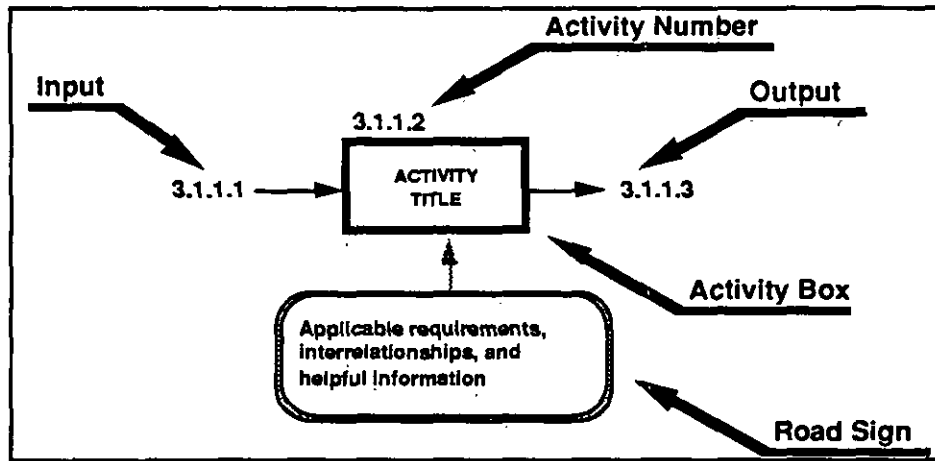 Activity Number
Input
Output
3.1.1.2
3.1.1.1
ACTIVITY
TITLE
3.1.1.3
Activity Box
Applicable requirements,
interrelationships, and
helpful information
Road Sign